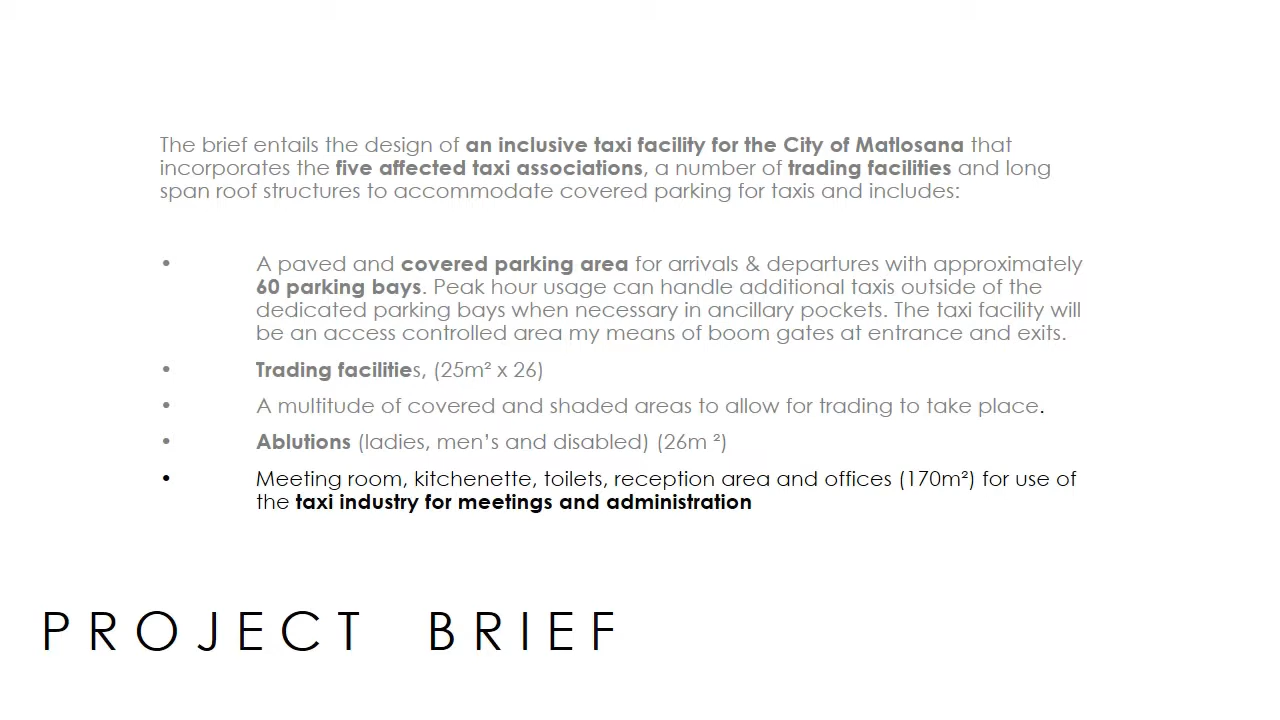 The brief entails the design of an inclusive taxi facility for the City of Matlosana that
incorporates the five affected taxi associations, a number of trading facilities and long
span roof structures to accommodate covered parking for taxis and includes:
• A paved and covered parking area for arrivals & departures with approximately
60 parking bays. Peak hour usage can handle additional taxis outside of the
dedicated parking bays when necessary in ancillary pockets. The taxi facility will
be an access controlled area my means of boom gates at entrance and exits.
• Trading facilities, (25m² x 26)
• A multitude of covered and shaded areas to allow for trading to take place.
• Ablutions (ladies, men’s and disabled) (26m ²)
• Meeting room, kitchenette, toilets, reception area and offices (170m²) for use of
the taxi industry for meetings and administration
PROJECT BRIEF